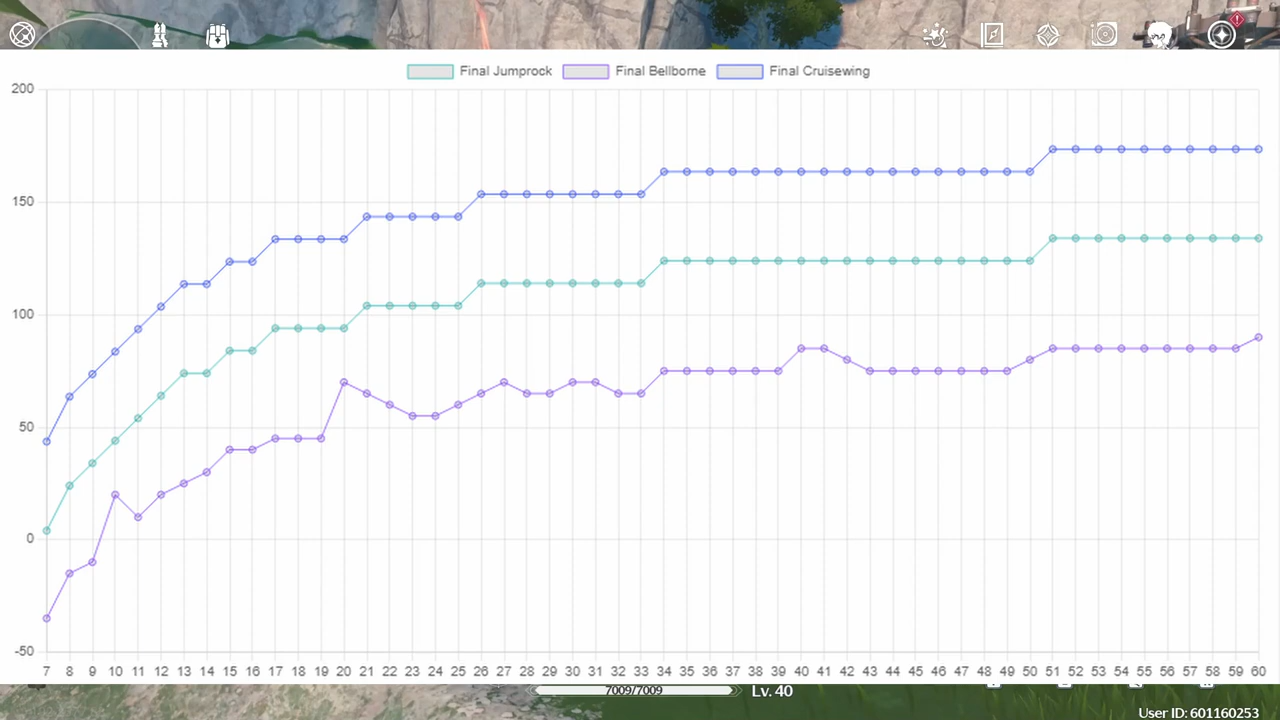 Final Jumprock Final Bellborne Final Cruisewing
200
150
100
50
0
-50
7 8 9 10 11 12 13 14 15 16 17 18 19 20 21 22 23 24 25 26 27 28 29 30 31 32 33 34 35 36 37 38 39 40 41 42 43 44 45 46 47 48 49 50 51 52 53 54 55 56 57 58 59 60
7009/7009 Lv. 40
User ID: 601160253